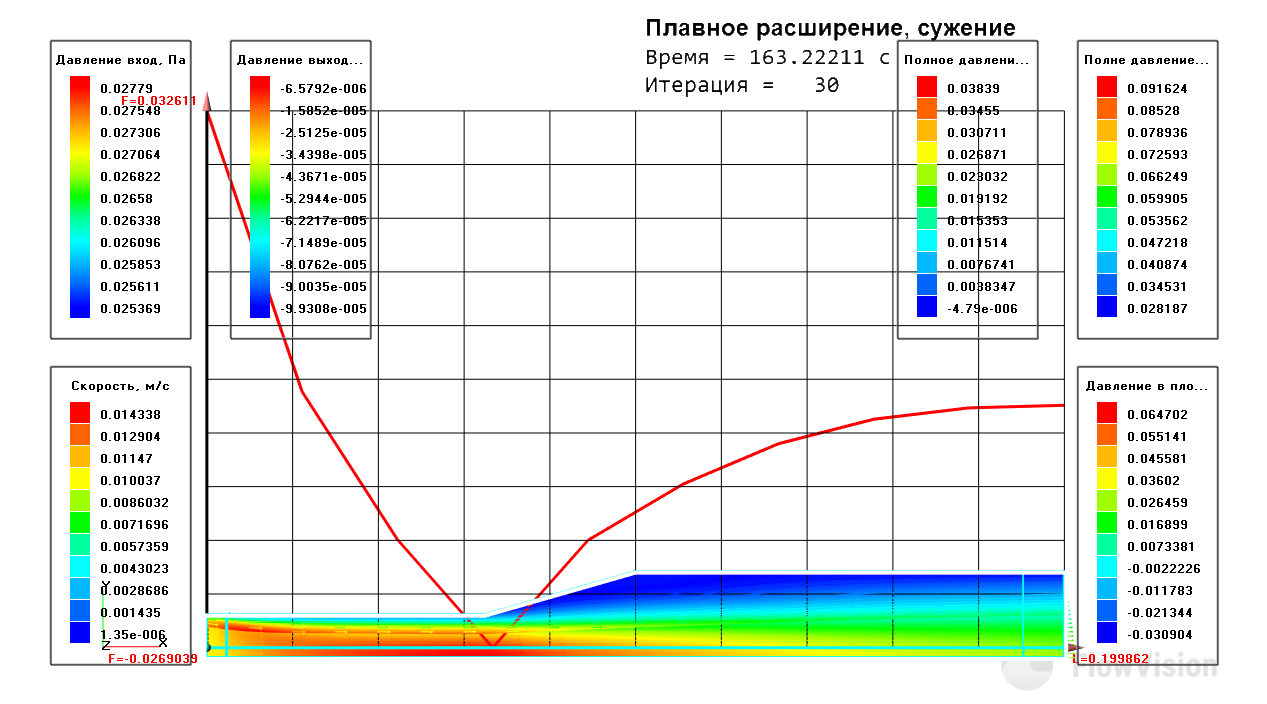 Плавное расширение, сужение
Время = 163.22211 с
Итерация = 30
Давление вход, Па
0.02779
0.027548
0.027306
0.027064
0.026822
0.02658
0.026338
0.026096
0.025853
0.025611
0.025369
F=0.032611
Давление выход...
-6.5792e-006
-1.5852e-005
-2.5125e-005
-3.4398e-005
-4.3671e-005
-5.2944e-005
-6.2217e-005
-7.1489e-005
-8.0762e-005
-9.0035e-005
-9.9308e-005
Полное давлени...
0.03839
0.03455
0.030711
0.026871
0.023032
0.019192
0.015353
0.011514
0.0076741
0.0038347
-4.79e-006
Полне давление...
0.091624
0.08528
0.078936
0.072593
0.066249
0.059905
0.053562
0.047218
0.040874
0.034531
0.028187
Скорость, м/с
0.014338
0.012904
0.01147
0.010037
0.0086032
0.0071696
0.0057359
0.0043023
0.0028686
0.001435
1.35e-006
Y
Z
X
F=-0.0269039
Давление в пло...
0.064702
0.055141
0.045581
0.03602
0.026459
0.016899
0.0073381
-0.0022226
-0.011783
-0.021344
-0.030904
L=0.199862
FlowVision